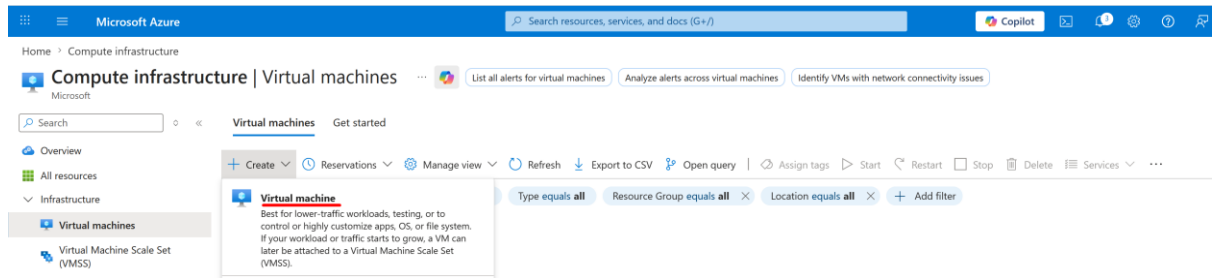 Microsoft Azure
Search resources, services, and docs (G+/)
Copilot
Home > Compute infrastructure
Compute infrastructure | Virtual machines
Microsoft
List all alerts for virtual machines
Analyze alerts across virtual machines
Identify VMs with network connectivity issues
Search
Virtual machines Get started
Overview
All resources
Infrastructure
Virtual machines
Virtual Machine Scale Set
(VMSS)
+ Create Reservations Manage view Refresh Export to CSV Open query | Assign tags Start Restart Stop Delete Services ...
Type equals all Resource Group equals all × Location equals all × + Add filter
Virtual machine
Best for lower-traffic workloads, testing, or to
control or highly customize apps, OS, or file system.
If your workload or traffic starts to grow, a VM can
later be attached to a Virtual Machine Scale Set
(VMSS).